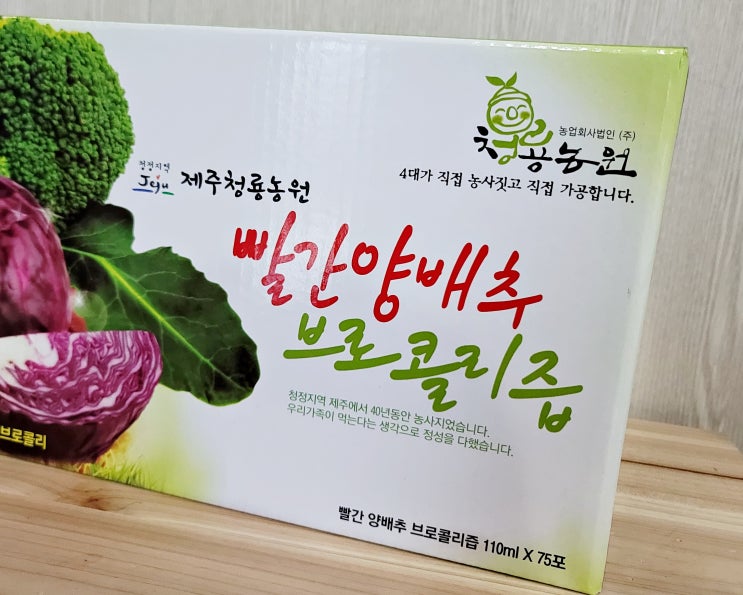 농업회사법인 (주)
청룡농원
4대가 직접 농사짓고 직접 가공합니다.
청정지역
Jeju
제주청룡농원
빨간양배추
브로콜리즙
청정지역 제주에서 40년동안 농사지었습니다.
우리가족이 먹는다는 생각으로 정성을 다했습니다.
브로콜리
빨간 양배추 브로콜리즙 110ml X 75포